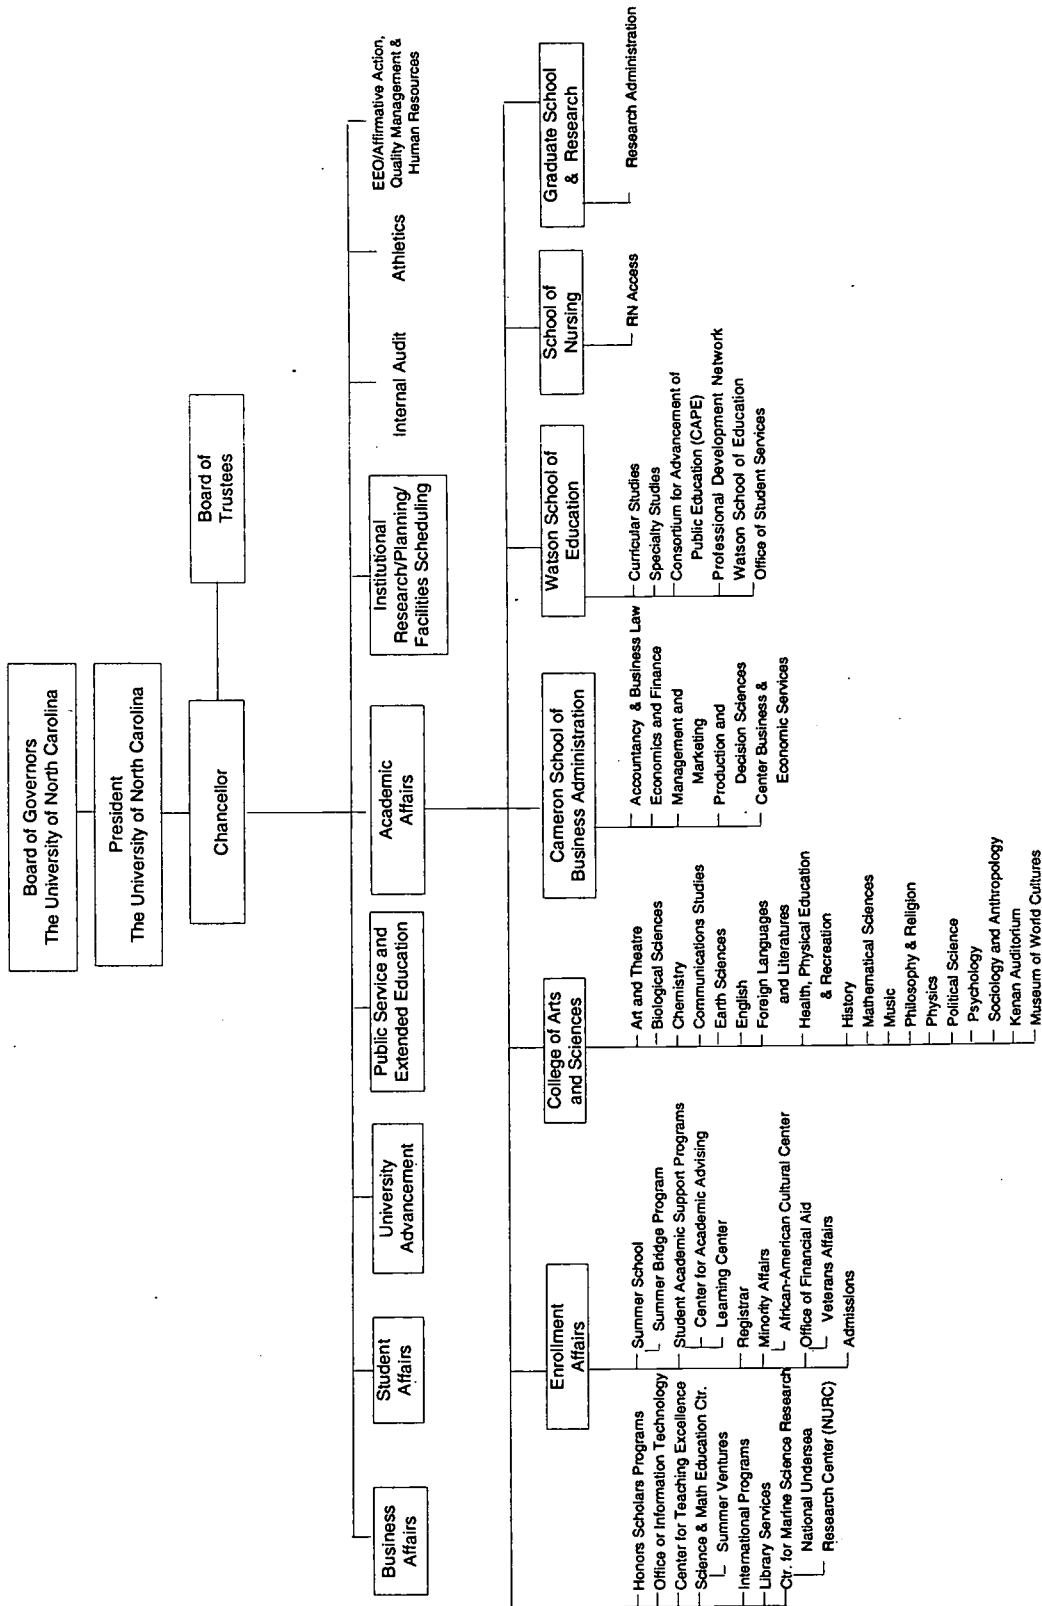 Board of Governors
The University of North Carolina
President
The University of North Carolina
Chancellor
Board of
Trustees
Business
Affairs
Student
Affairs
University
Advancement
Public Service and
Extended Education
Academic
Affairs
Institutional
Research/Planning/
Facilities Scheduling
Internal Audit
Athletics
EEO/Affirmative Action,
Quality Management &
Human Resources
Honors Scholars Programs
Office or Information Technology
Center for Teaching Excellence
Science & Math Education Ctr.
Summer Ventures
International Programs
Library Services
Ctr. for Marine Science Research
National Undersea
Research Center (NURC)
Enrollment
Affairs
Summer School
Summer Bridge Program
Student Academic Support Programs
Center for Academic Advising
Learning Center
Registrar
Minority Affairs
African-American Cultural Center
Office of Financial Aid
Veterans Affairs
Admissions
College of Arts
and Sciences
Art and Theatre
Biological Sciences
Chemistry
Communications Studies
Earth Sciences
English
Foreign Languages
and Literatures
Health, Physical Education
& Recreation
History
Mathematical Sciences
Music
Philosophy & Religion
Physics
Political Science
Psychology
Sociology and Anthropology
Kenan Auditorium
Museum of World Cultures
Cameron School of
Business Administration
Accountancy & Business Law
Economics and Finance
Management and
Marketing
Production and
Decision Sciences
Center Business &
Economic Services
Watson School of
Education
Curricular Studies
Specialty Studies
Consortium for Advancement of
Public Education (CAPE)
Professional Development Network
Watson School of Education
Office of Student Services
School of
Nursing
RN Access
Graduate School
& Research
Research Administration